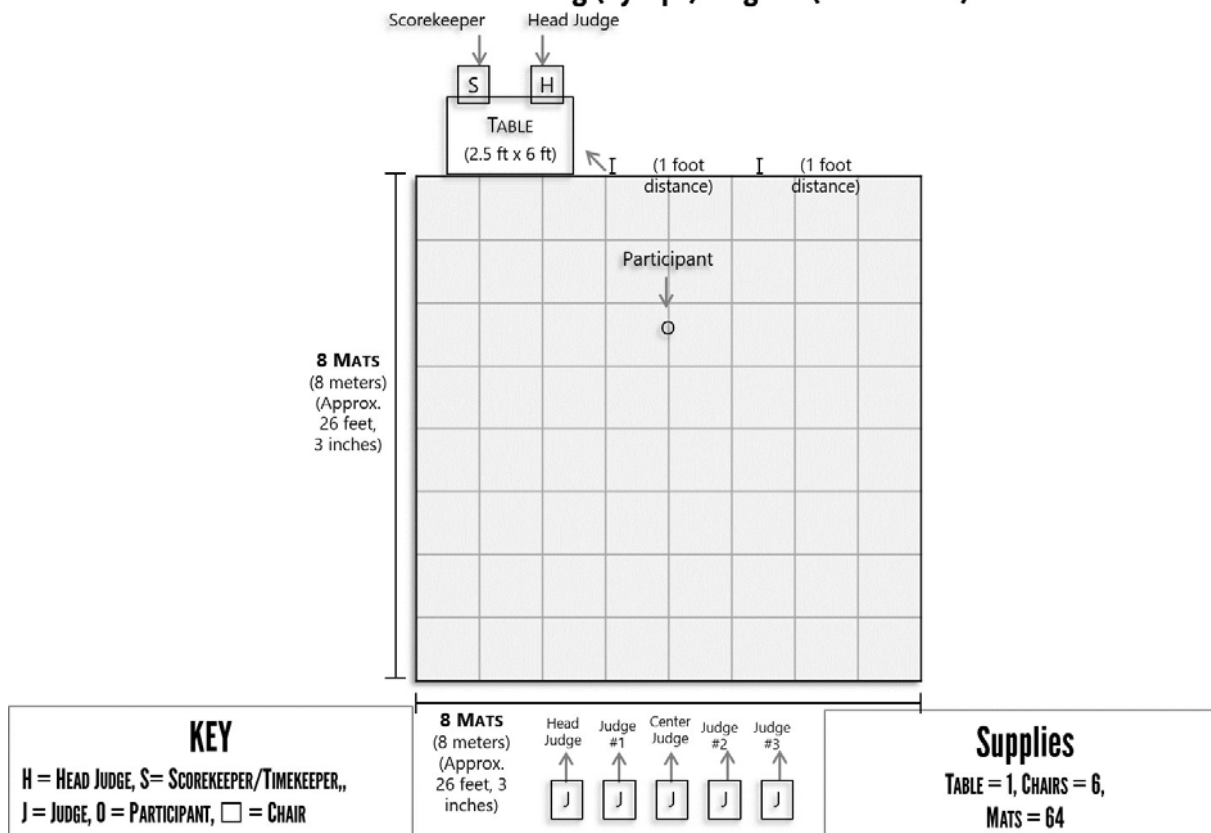 Scorekeeper
Head Judge
S
H
TABLE
(2.5 ft x 6 ft)
I
(1 foot
distance)
I
(1 foot
distance)
Participant
O
8 MATS
(8 meters)
(Approx.
26 feet,
3 inches)
KEY
H = HEAD JUDGE, S= SCOREKEEPER/TIMEKEEPER,,
J = JUDGE, O = PARTICIPANT, □ = CHAIR
8 MATS
(8 meters)
(Approx.
26 feet, 3
inches)
Head
Judge
Judge
#1
Center
Judge
Judge
#2
Judge
#3
J
J
J
J
J
Supplies
TABLE = 1, CHAIRS = 6,
MATS = 64